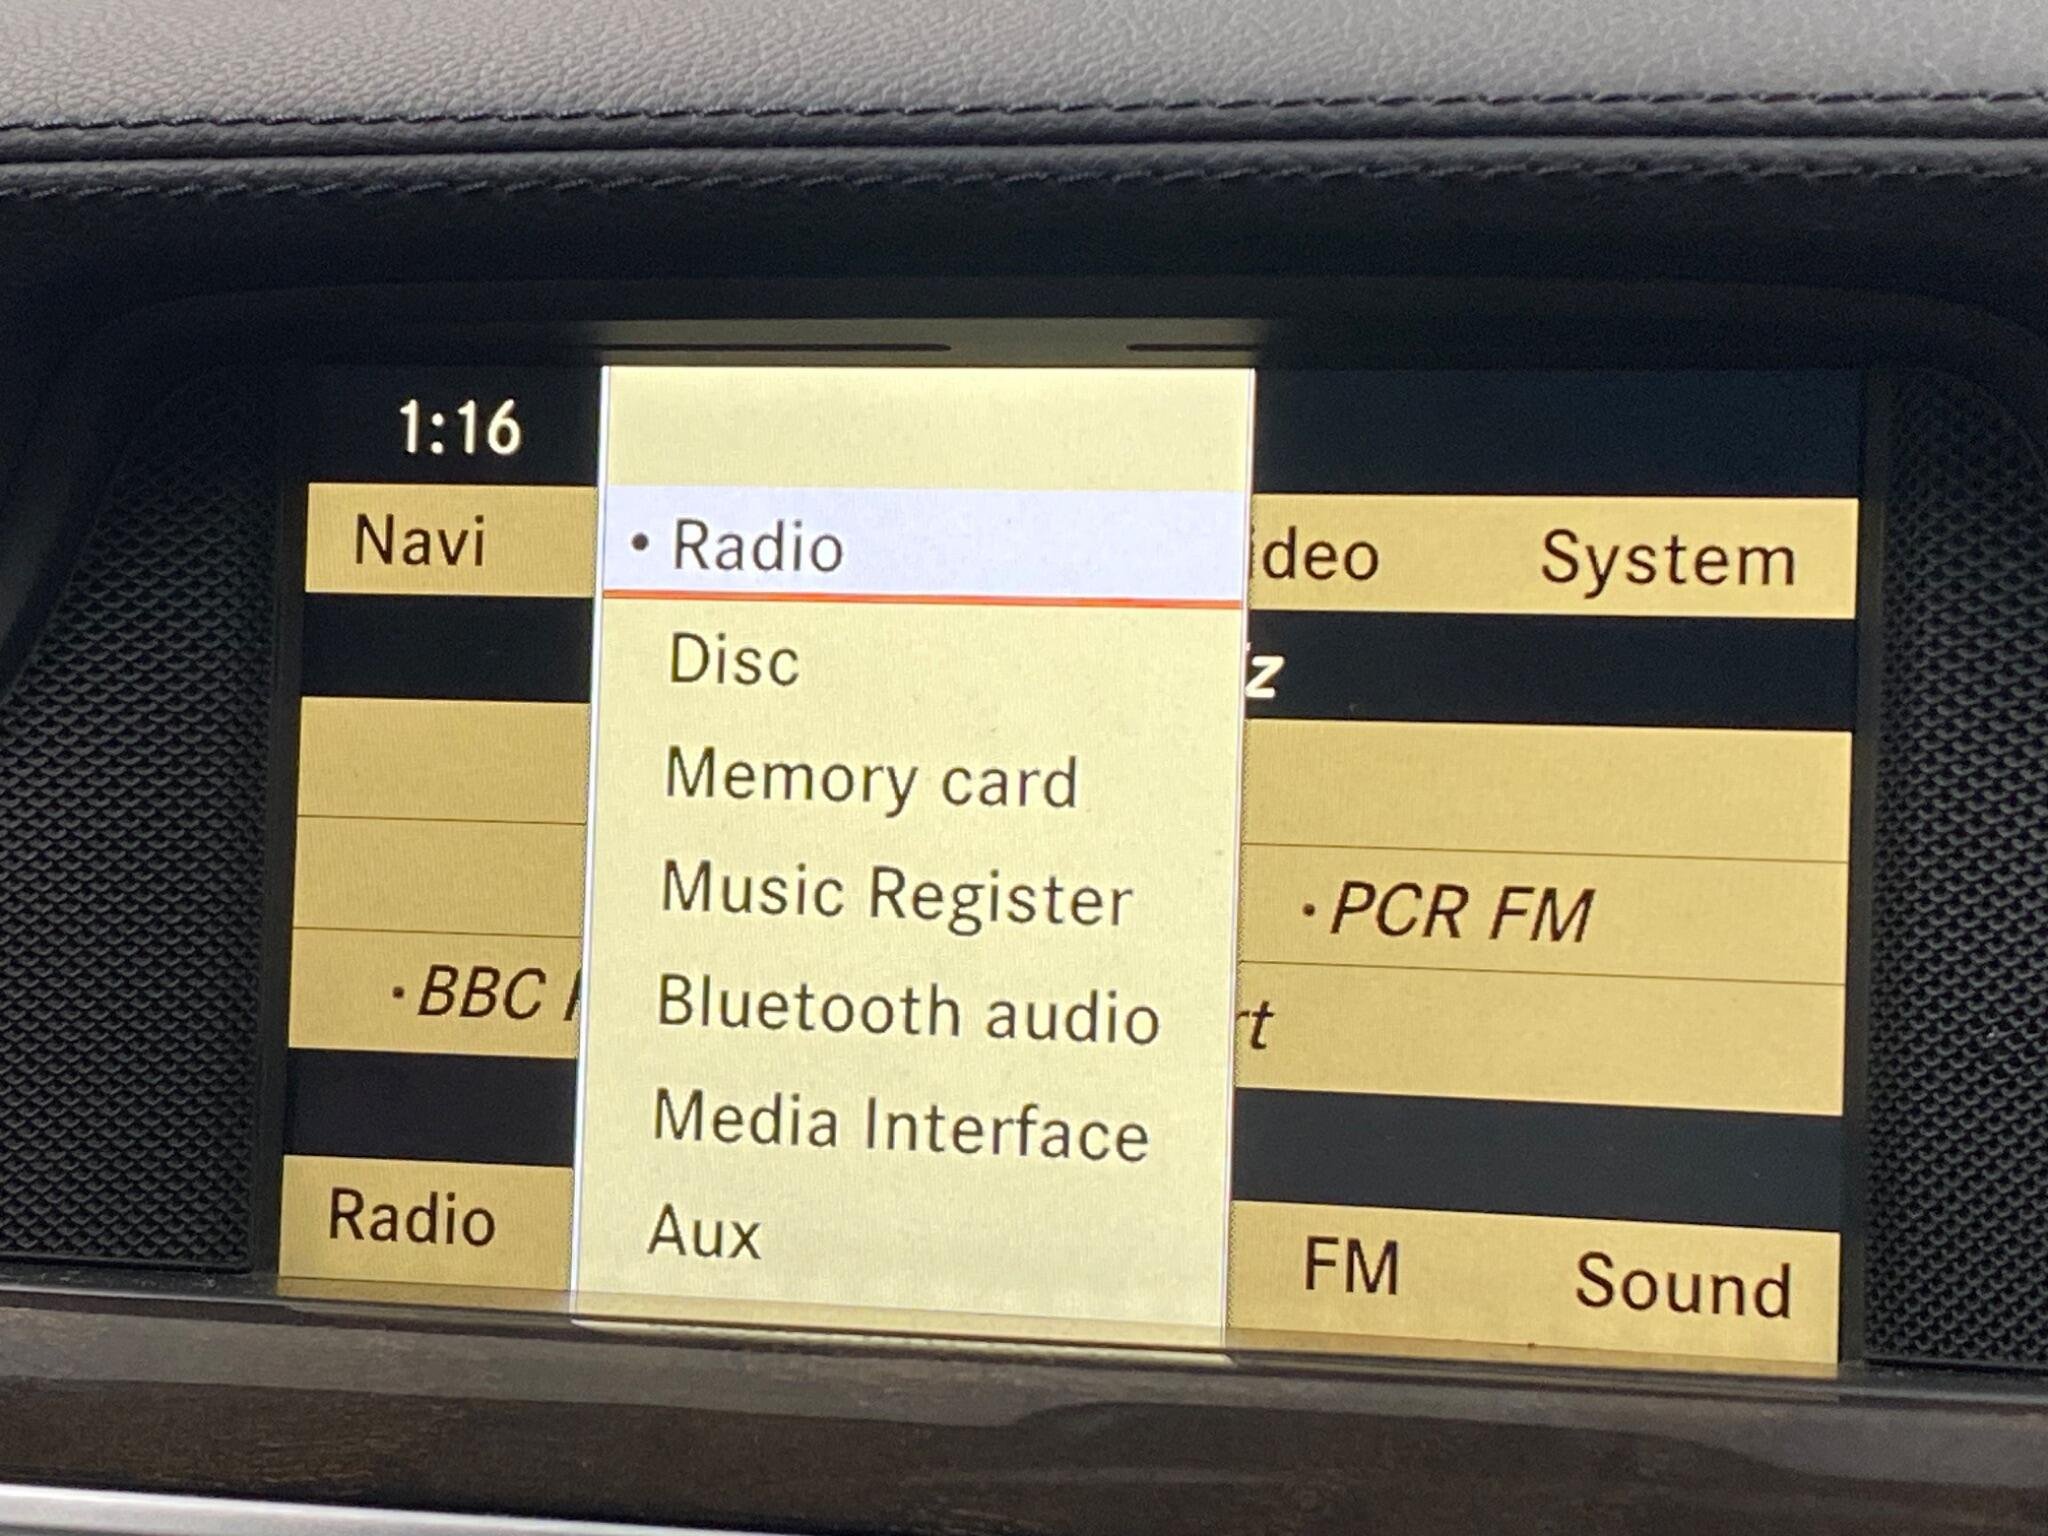 1:16
Navi
• Radio
deo
System
Disc
z
Memory card
Music Register
• PCR FM
• BBC
Bluetooth audio
rt
Media Interface
Radio
Aux
FM
Sound